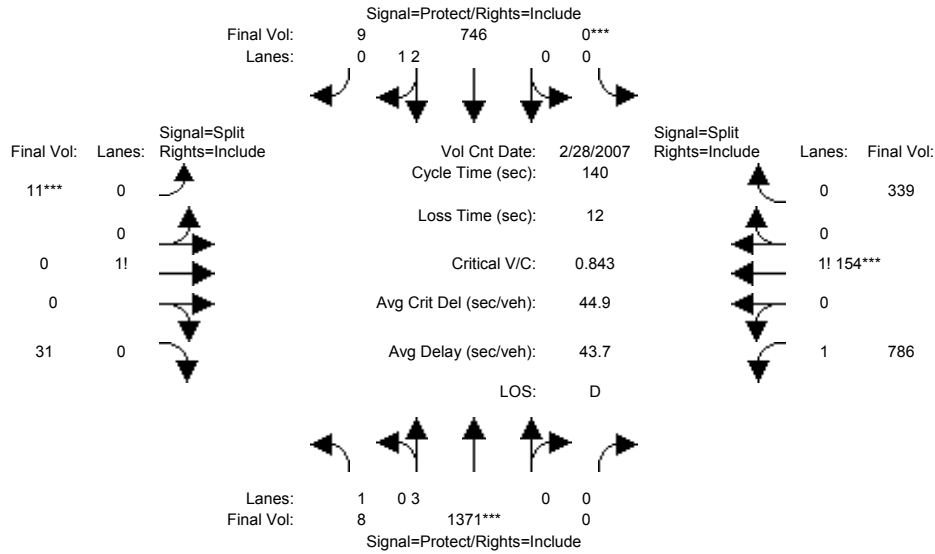 Signal=Protect/Rights=Include
Final Vol: 9 746 0***
Lanes: 0 1 2 0 0
Signal=Split
Final Vol: Lanes: Rights=Include
Vol Cnt Date: 2/28/2007
Signal=Split
Rights=Include Lanes: Final Vol:
Cycle Time (sec): 140
11*** 0
0 339
Loss Time (sec): 12
0
0
0 1!
Critical V/C: 0.843
1! 154***
0 0
Avg Crit Del (sec/veh): 44.9
0
31 0
Avg Delay (sec/veh): 43.7
1 786
LOS: D
Lanes: 1 0 3 0 0
Final Vol: 8 1371*** 0
Signal=Protect/Rights=Include